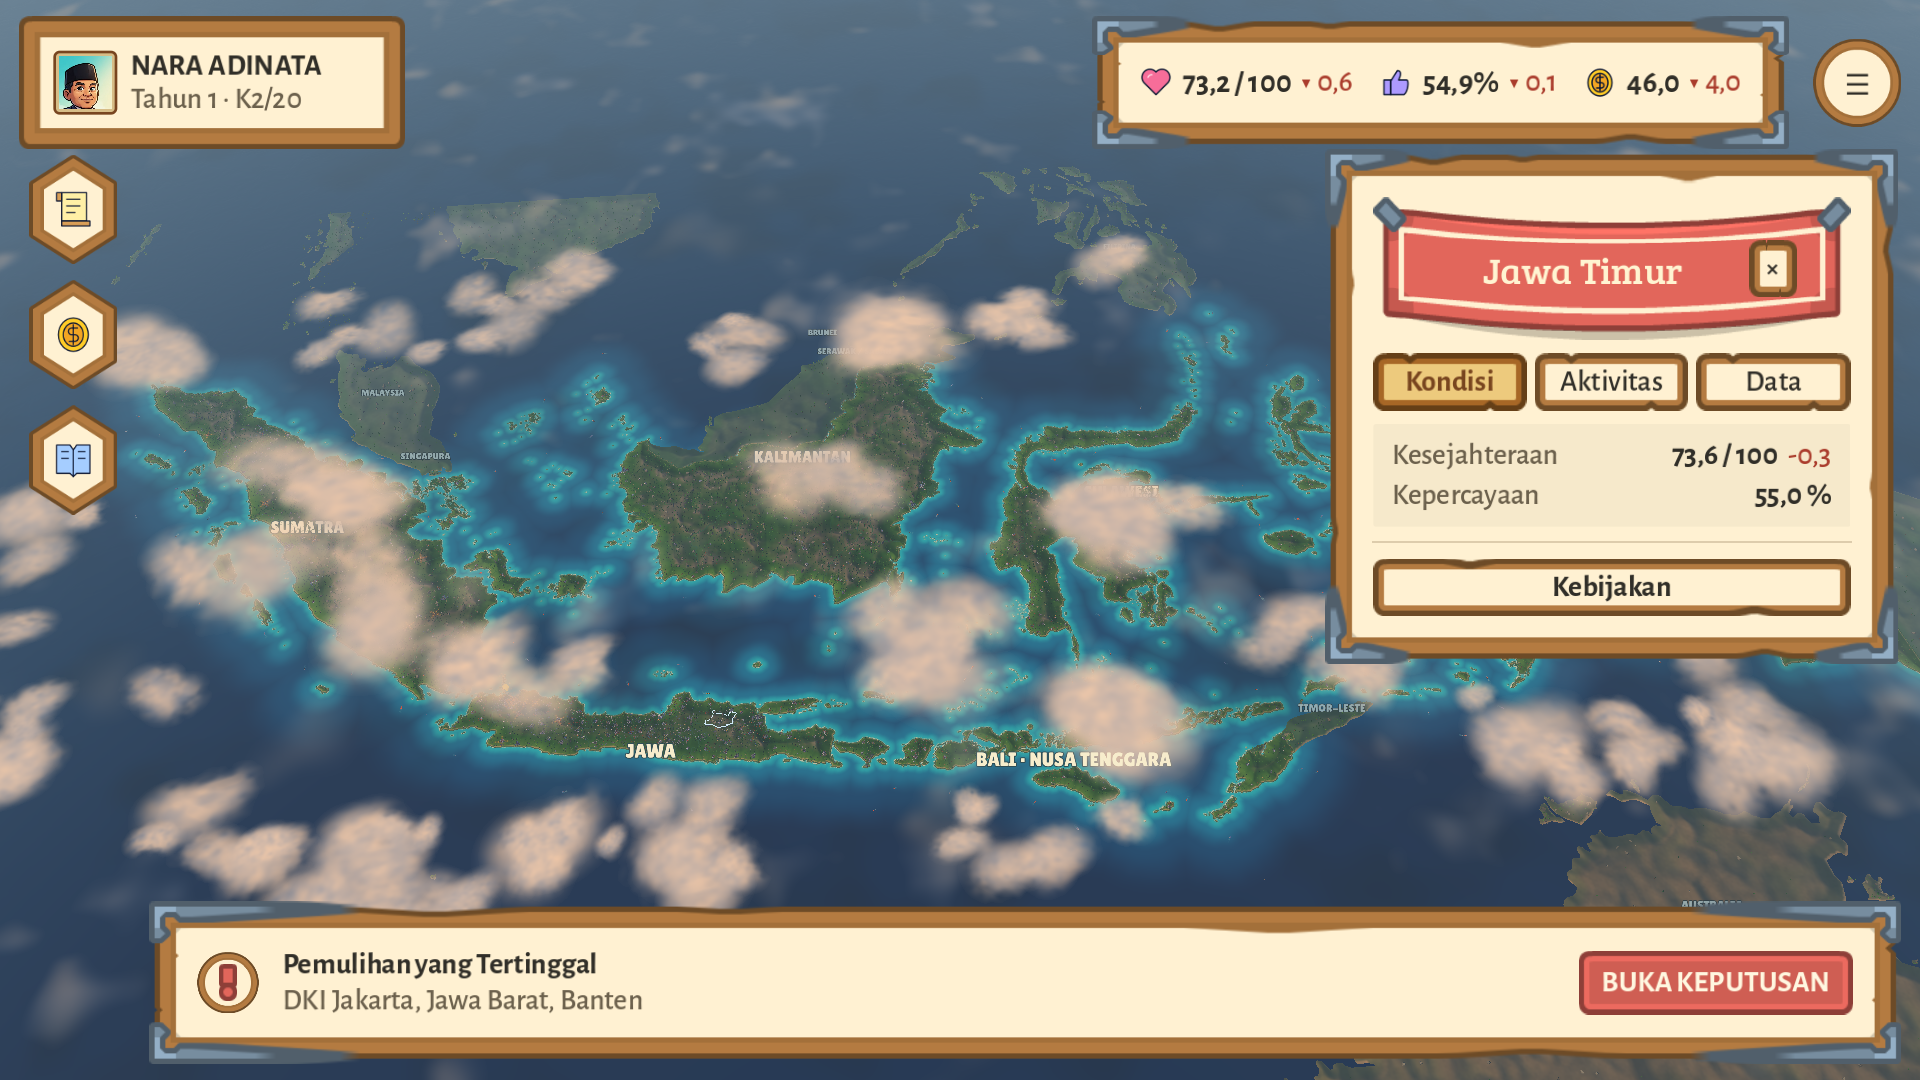 NARA ADINATA
Tahun 1 · K2/20
73,2/100 ▼ 0,6
54,9% ▼ 0,1
46,0 ▼ 4,0
Jawa Timur
×
Kondisi
Aktivitas
Data
Kesejahteraan 73,6/100 -0,3
Kepercayaan 55,0 %
Kebijakan
BRUNEI
MALAYSIA
SINGAPURA
KALIMANTAN
SUMATRA
TIMOR-LESTE
JAWA
BALI · NUSA TENGGARA
Pemulihan yang Tertinggal
DKI Jakarta, Jawa Barat, Banten
BUKA KEPUTUSAN